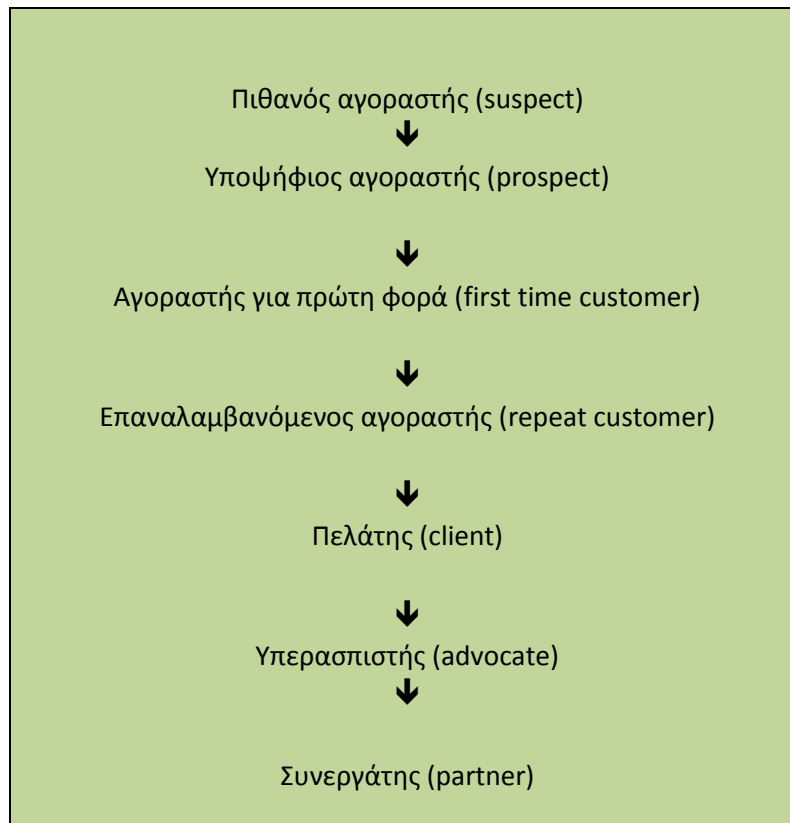 Πιθανός αγοραστής (suspect)
🡻
Υποψήφιος αγοραστής (prospect)
🡻
Αγοραστής για πρώτη φορά (first time customer)
🡻
Επαναλαμβανόμενος αγοραστής (repeat customer)
🡻
Πελάτης (client)
🡻
Υπερασπιστής (advocate)
🡻
Συνεργάτης (partner)